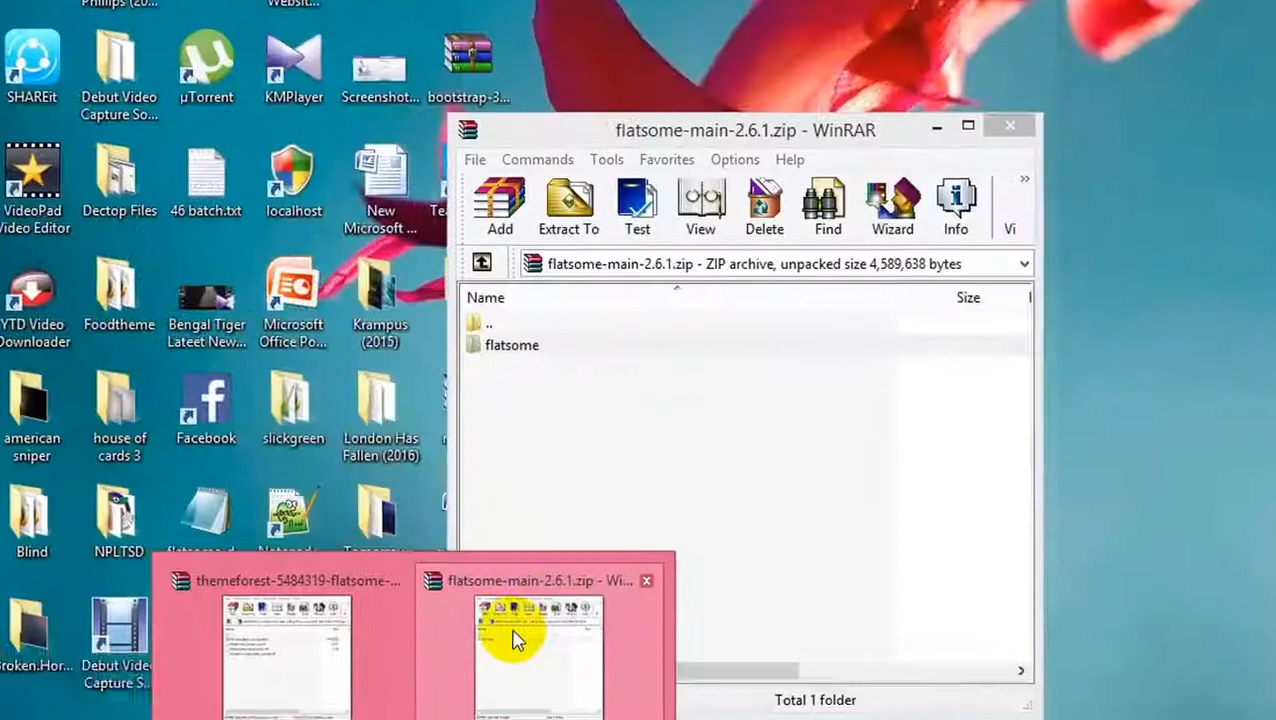 Phillips (20...
Websit...
SHAREit
Debut Video
Capture So...
µTorrent
KMPlayer
Screenshot...
bootstrap-3...
VideoPad
Video Editor
Dectop Files
46 batch.txt
localhost
New
Microsoft ...
YTD Video
Downloader
Foodtheme
Bengal Tiger
Lateet New...
Microsoft
Office Po...
Krampus
(2015)
american
sniper
house of
cards 3
Facebook
slickgreen
London Has
Fallen (2016)
Blind
NPLTSD
Broken:Hor...
Debut Video
Capture S...
flatsome-main-2.6.1.zip - WinRAR
File Commands Tools Favorites Options Help
Add Extract To Test View Delete Find Wizard Info Vi
flatsome-main-2.6.1.zip - ZIP archive, unpacked size 4,589,638 bytes
Name Size
..
flatsome
Total 1 folder
themeforest-5484319-flatsome-...
flatsome-main-2.6.1.zip - Wi...